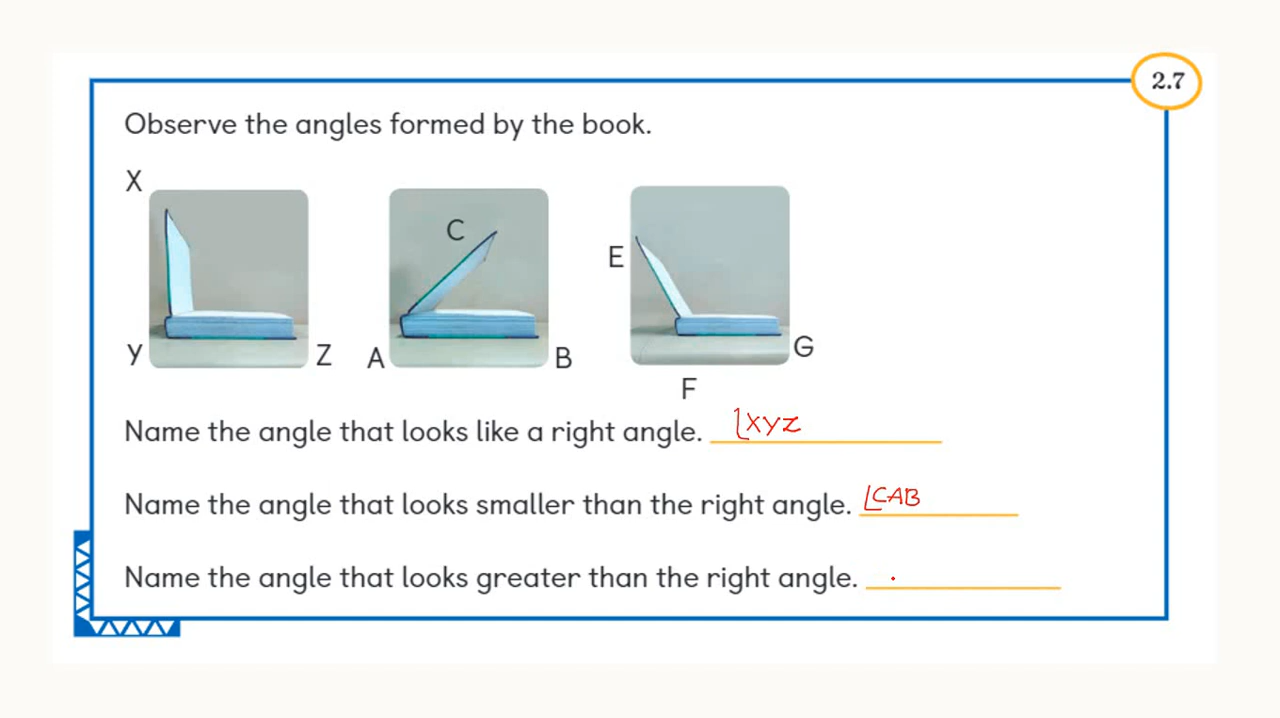 2.7
Observe the angles formed by the book.
X
C
E
Y Z A B G
F
Name the angle that looks like a right angle. ∠XYZ
Name the angle that looks smaller than the right angle. ∠CAB
Name the angle that looks greater than the right angle.